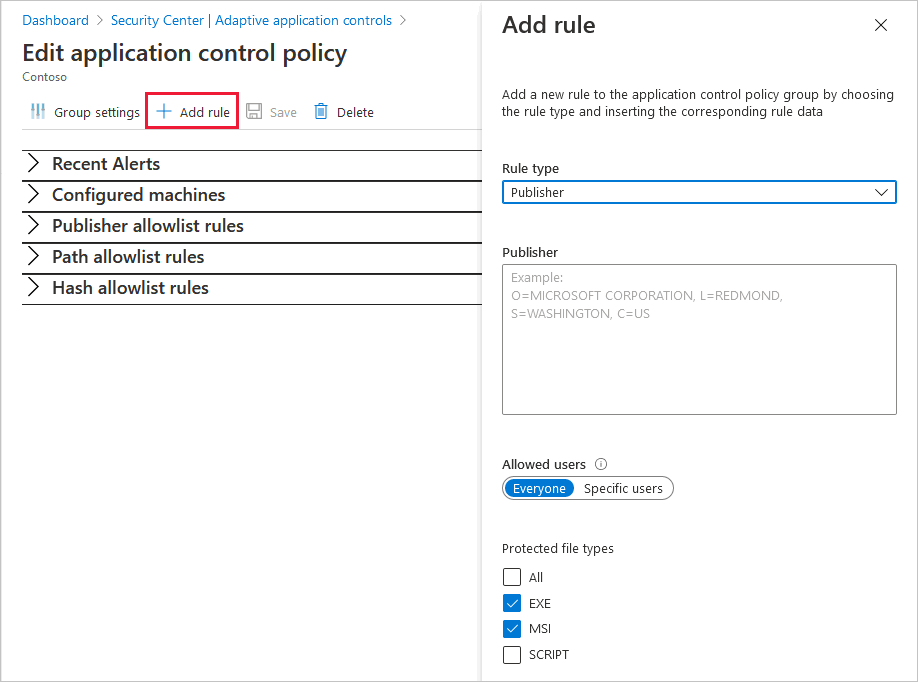 Dashboard > Security Center | Adaptive application controls >
Edit application control policy
Contoso
Group settings + Add rule Save Delete
Recent Alerts
Configured machines
Publisher allowlist rules
Path allowlist rules
Hash allowlist rules
Add rule
Add a new rule to the application control policy group by choosing
the rule type and inserting the corresponding rule data
Rule type
Publisher
Publisher
Example:
O=MICROSOFT CORPORATION, L=REDMOND,
S=WASHINGTON, C=US
Allowed users
Everyone Specific users
Protected file types
All
EXE
MSI
SCRIPT